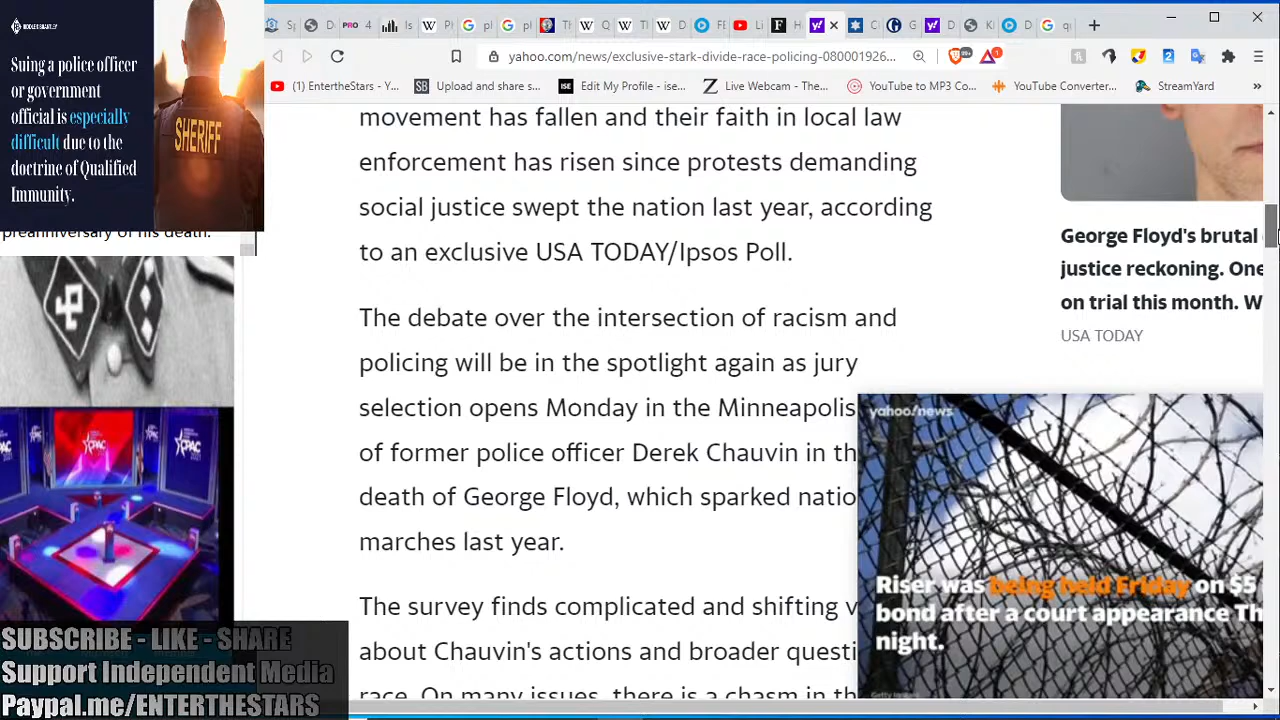 Suing a police officer
or government
official is especially
difficult due to the
doctrine of Qualified
Immunity.
SHERIFF
preanniversary of his death.
CPAC
CPAC
CPAC
SUBSCRIBE - LIKE - SHARE
Support Independent Media
Paypal.me/ENTERTHESTARS
PRO 4
yahoo.com/news/exclusive-stark-divide-race-policing-0800001926...
(1) EntertheStars - Y...
Upload and share s...
Edit My Profile - ise...
Live Webcam - The...
YouTube to MP3 Co...
YouTube Converter...
StreamYard
movement has fallen and their faith in local law
enforcement has risen since protests demanding
social justice swept the nation last year, according
to an exclusive USA TODAY/Ipsos Poll.
The debate over the intersection of racism and
policing will be in the spotlight again as jury
selection opens Monday in the Minneapolis
of former police officer Derek Chauvin in th
death of George Floyd, which sparked natio
marches last year.
The survey finds complicated and shifting v
about Chauvin's actions and broader questi
race. On many issues, there is a chasm in th
George Floyd's brutal
justice reckoning. One
on trial this month. W
USA TODAY
yahoo!news
Riser was being held Friday on $5
bond after a court appearance Th
night.
Getty Images